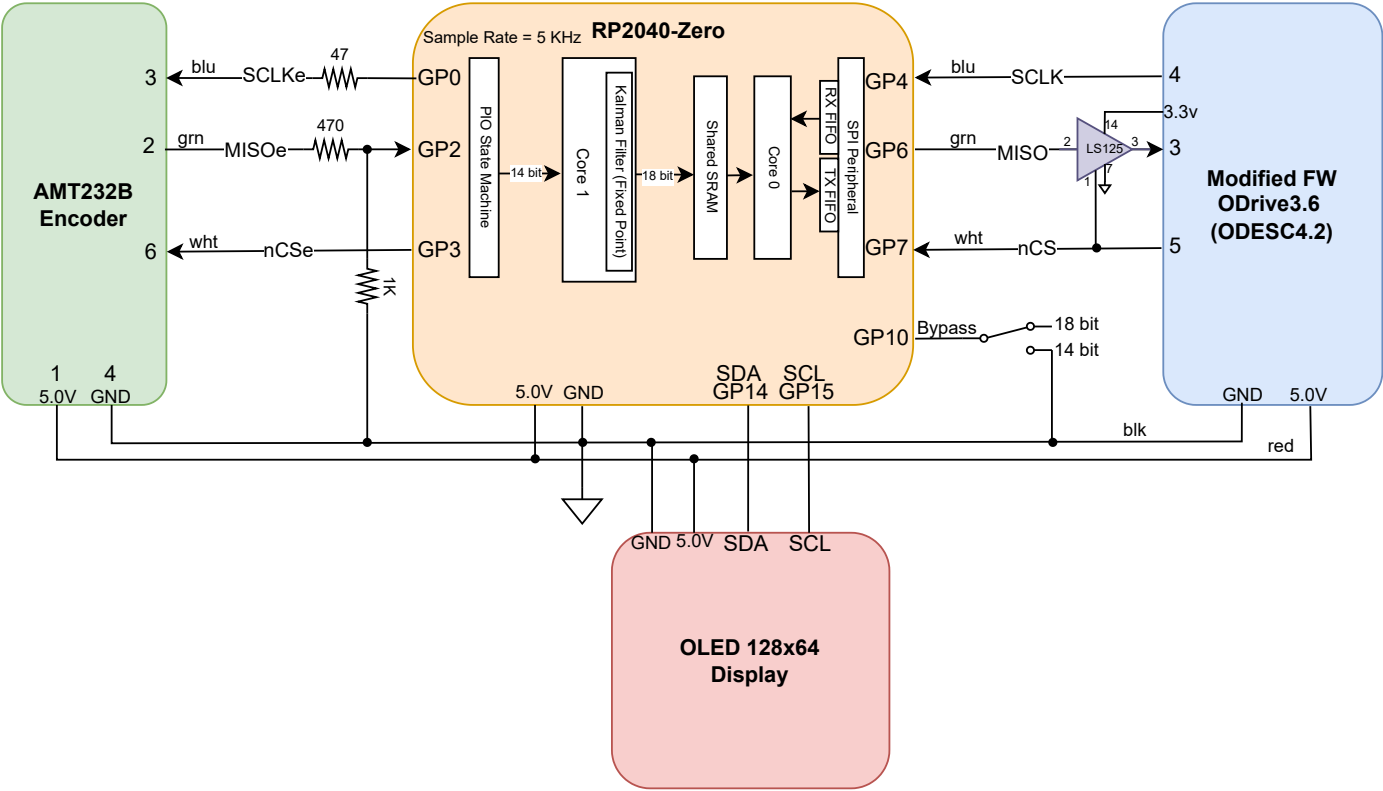 RP2040-Zero
Sample Rate = 5 KHz
AMT232B
Encoder
3
blu
SCLKe
47
GP0
2
grn
MISOe
470
GP2
6
wht
nCSe
GP3
1K
1
5.0V
4
GND
PIO State Machine
14 bit
Core 1
Kalman Filter (Fixed Point)
18 bit
Shared SRAM
Core 0
RX FIFO
TX FIFO
SPI Peripheral
GP4
blu
SCLK
4
GP6
grn
MISO
2
LS125
14
3.3v
3
7
1
3
GP7
wht
nCS
5
Modified FW
ODrive3.6
(ODESC4.2)
GP10
Bypass
18 bit
14 bit
5.0V
GND
SDA
GP14
SCL
GP15
GND
5.0V
blk
red
GND
5.0V
SDA
SCL
OLED 128x64
Display